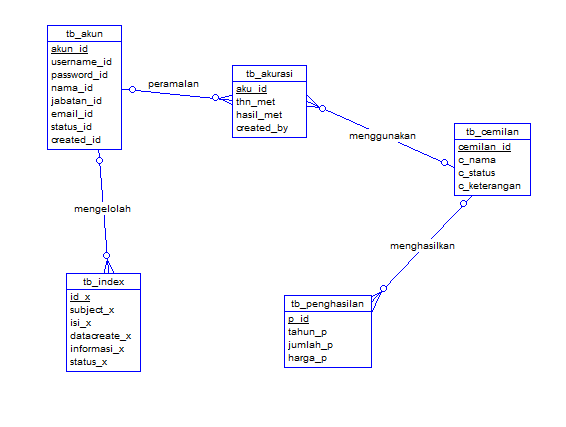 tb_akun
akun_id
username_id
password_id
nama_id
jabatan_id
email_id
status_id
created_id
peramalan
tb_akurasi
aku_id
thn_met
hasil_met
created_by
menggunakan
tb_cemilan
cemilan_id
c_nama
c_status
c_keterangan
mengelolah
menghasilkan
tb_index
id_x
subject_x
isi_x
datacreate_x
informasi_x
status_x
tb_penghasilan
p_id
tahun_p
jumlah_p
harga_p